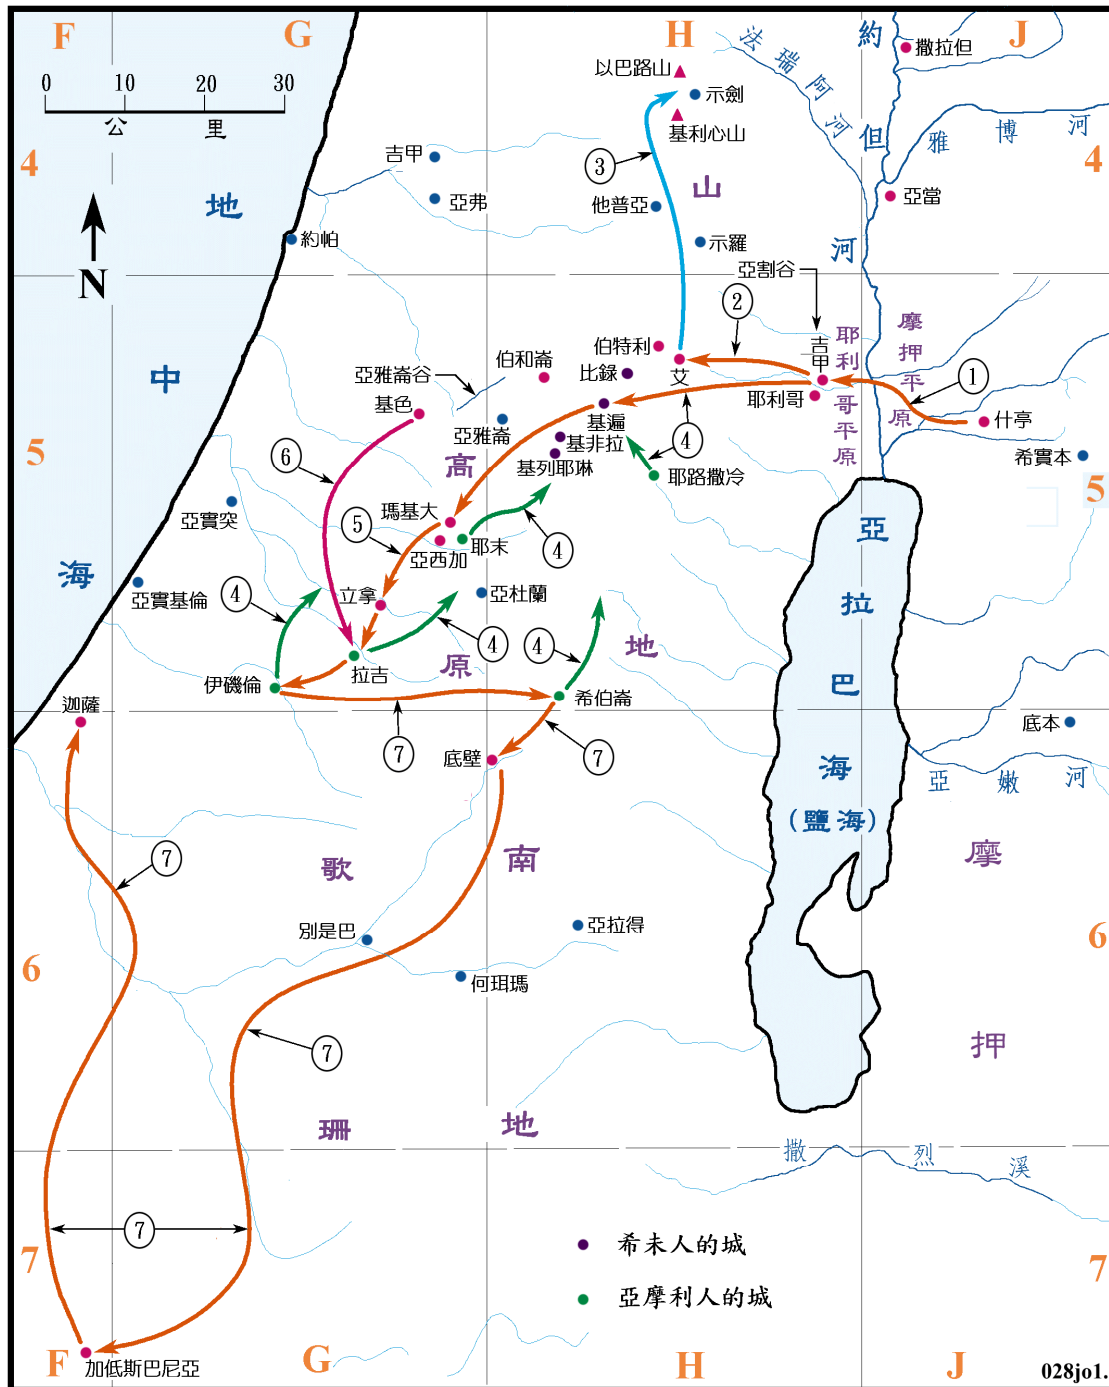 F
G
H
J
0 10 20 30
公里
以巴路山
示劍
基利心山
法瑞阿河
約但河
撒拉但
雅博河
4
4
吉甲
亞弗
③
他普亞
山
亞當
地中海
約帕
示羅
N
亞割谷
②
伯特利
艾
吉甲
耶利哥平原
摩押平原
①
伯和崙
比錄
亞雅崙谷
基色
耶利哥
什亭
基遍
亞雅崙
基非拉
④
基列耶琳
希實本
5
5
⑥
高原
耶路撒冷
瑪基大
亞實突
⑤
亞西加
耶末
④
亞拉巴海
(鹽海)
亞實基倫
④
立拿
亞杜蘭
④
④
地
拉吉
伊磯倫
希伯崙
迦薩
⑦
⑦
底本
底壁
亞嫩河
⑦
歌珊地
南
摩押
別是巴
亞拉得
6
6
何珥瑪
⑦
撒烈溪
⑦
7
7
希未人的城
亞摩利人的城
加低斯巴尼亞
F
G
H
J
028jo1.